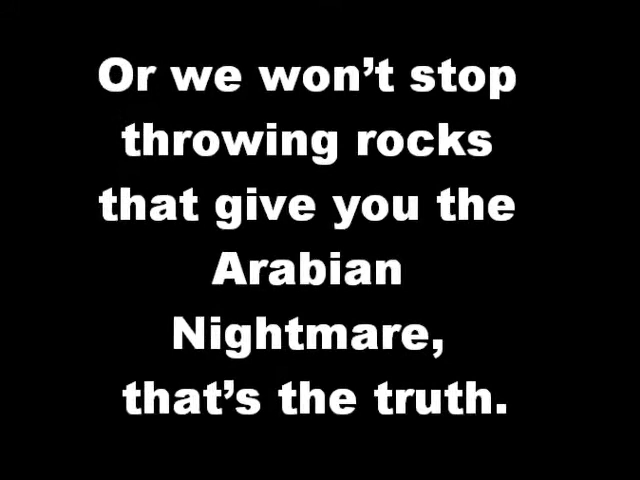 Or we won’t stop
throwing rocks
that give you the
Arabian
Nightmare,
that’s the truth.